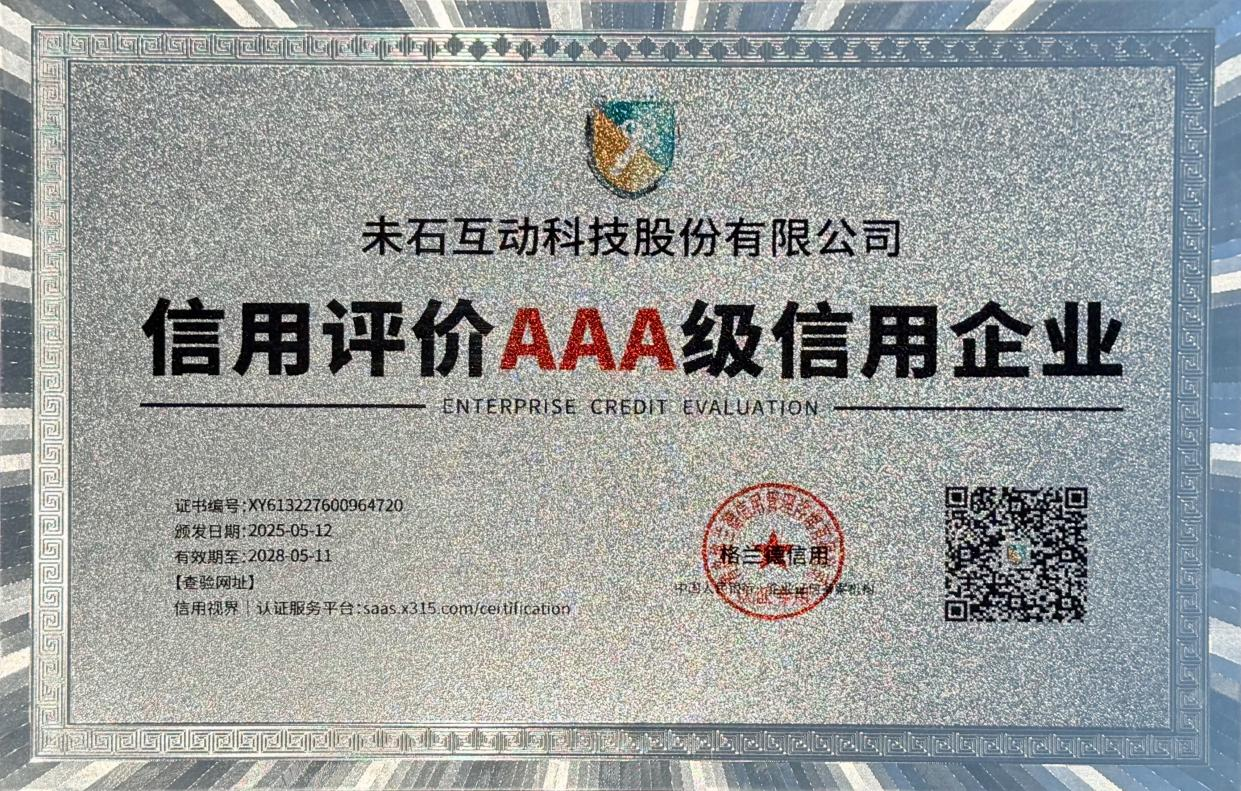 未石互动科技股份有限公司
信用评价AAA级信用企业
ENTERPRISE CREDIT EVALUATION
证书编号:XY613227600964720
颁发日期:2025-05-12
有效期至:2028-05-11
【查验网址】
信用视界｜认证服务平台:saas.x315.com/certification
格兰德信用